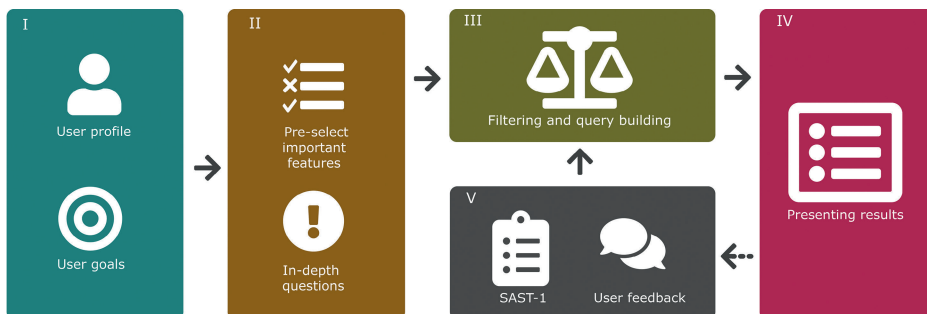 I
User profile
User goals
II
Pre-select
important
features
In-depth
questions
III
Filtering and query building
IV
Presenting results
V
SAST-1
User feedback